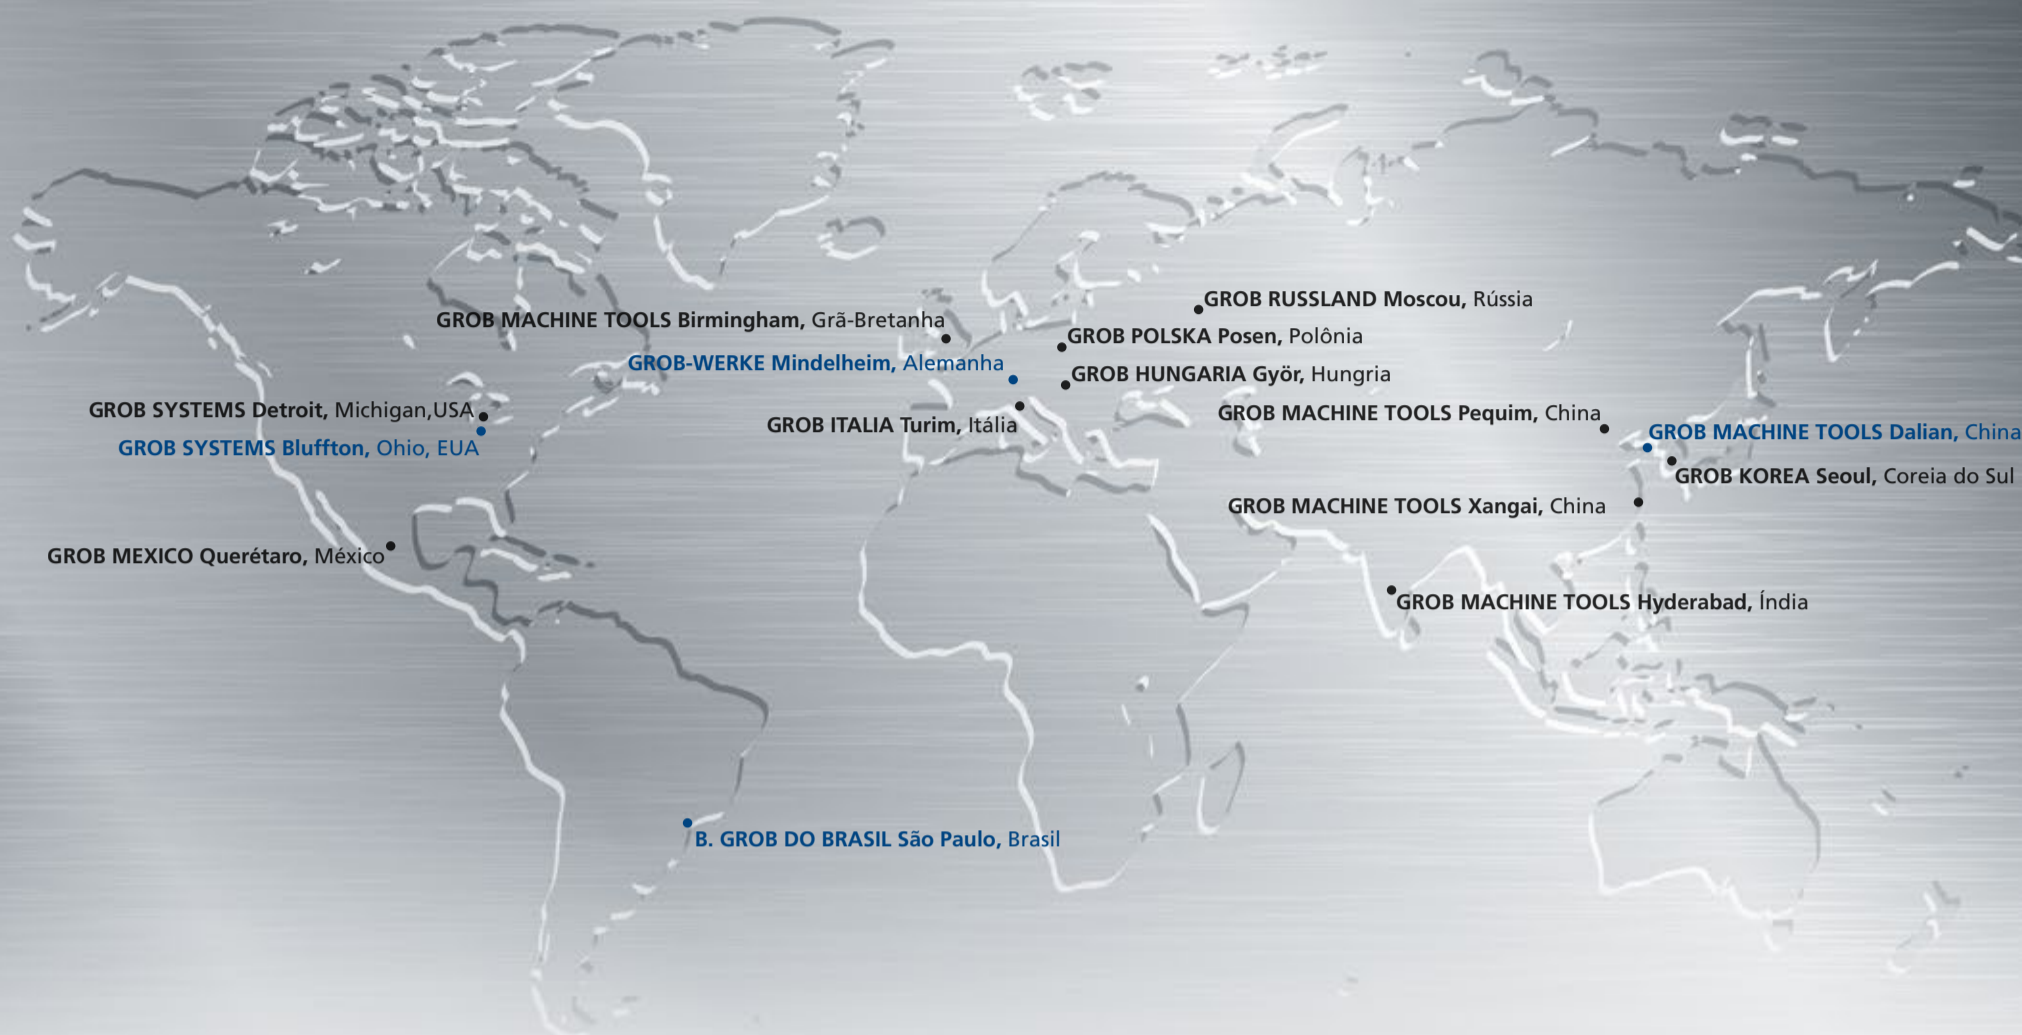 GROB RUSSLAND Moscou, Rússia
GROB MACHINE TOOLS Birmingham, Grã-Bretanha
GROB POLSKA Posen, Polônia
GROB-WERKE Mindelheim, Alemanha
GROB HUNGARIA Györ, Hungria
GROB SYSTEMS Detroit, Michigan,USA
GROB MACHINE TOOLS Pequim, China
GROB ITALIA Turim, Itália
GROB MACHINE TOOLS Dalian, China
GROB SYSTEMS Bluffton, Ohio, EUA
GROB KOREA Seoul, Coreia do Sul
GROB MACHINE TOOLS Xangai, China
GROB MEXICO Querétaro, México
GROB MACHINE TOOLS Hyderabad, Índia
B. GROB DO BRASIL São Paulo, Brasil